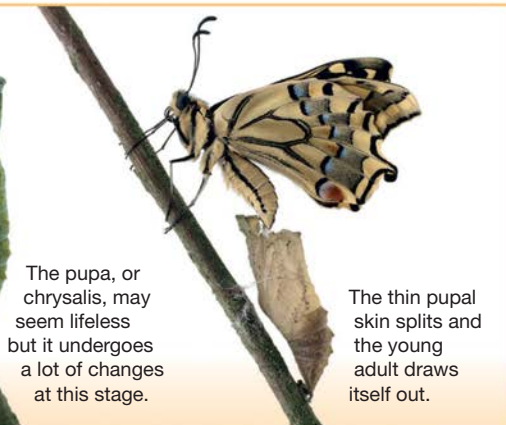 The pupa, or
chrysalis, may
seem lifeless
but it undergoes
a lot of changes
at this stage.
The thin pupal
skin splits and
the young
adult draws
itself out.